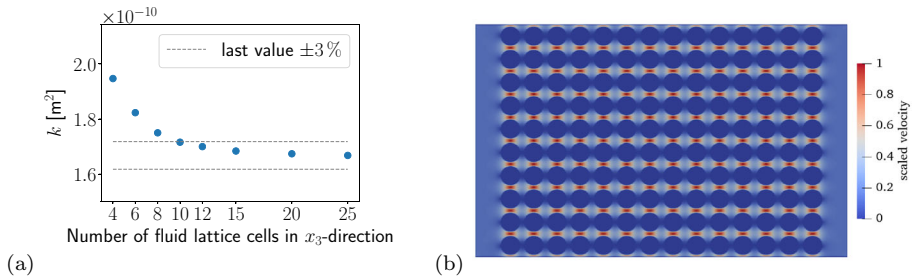 ×10⁻¹⁰
last value ±3 %
2.0
1.8
1.6
k [m²]
4 6 8 10 12 15 20 25
Number of fluid lattice cells in x₃-direction
(a)
1
0.8
0.6
0.4
0.2
0
scaled velocity
(b)